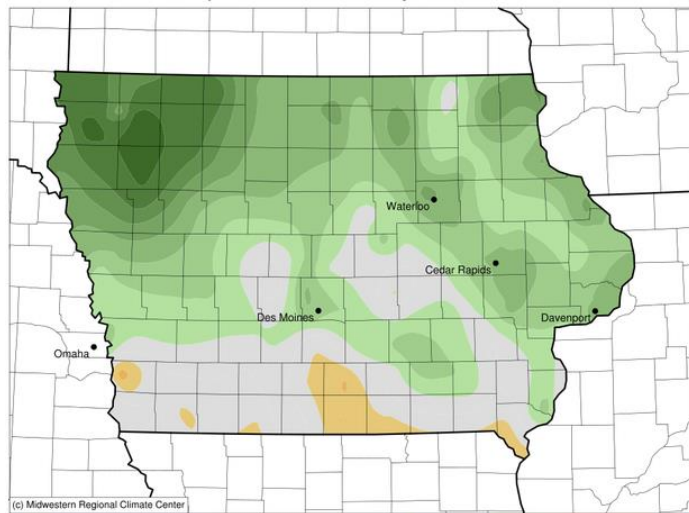 Waterloo
Cedar Rapids
Des Moines
Davenport
Omaha
(c) Midwestern Regional Climate Center